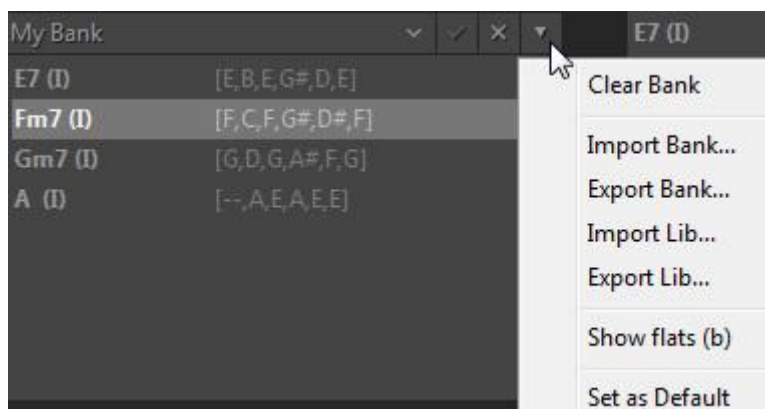 My Bank
E7 (I)
E7 (I) [E,B,E,G#,D,E]
Fm7 (I) [F,C,F,G#,D#,F]
Gm7 (I) [G,D,G,A#,F,G]
A (I) [--,A,E,A,E,E]
Clear Bank
Import Bank...
Export Bank...
Import Lib...
Export Lib...
Show flats (b)
Set as Default